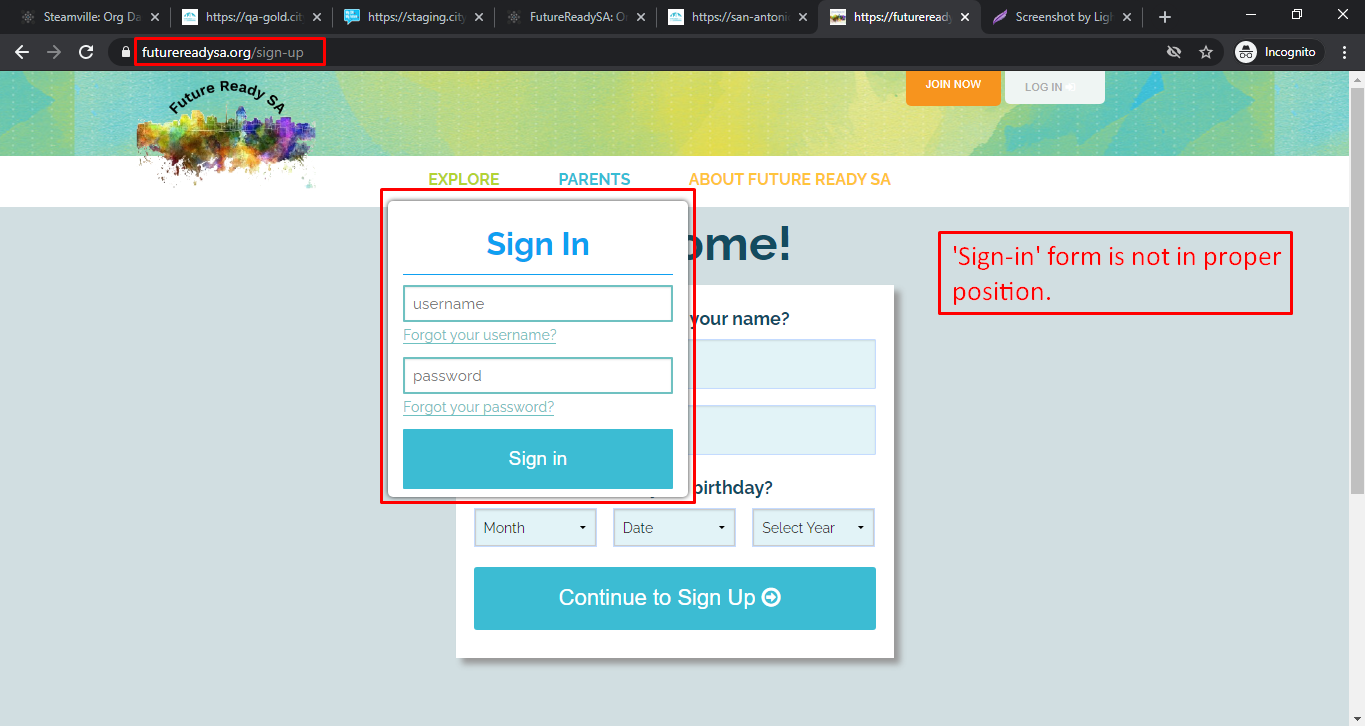 Steamville: Org Da
https://qa-gold.cit
https://staging.city
FutureReadySA: O
https://san-antoni
https://futureready
Screenshot by Ligh
futurereadysa.org/sign-up
Incognito
Future Ready SA
JOIN NOW
LOG IN
EXPLORE PARENTS ABOUT FUTURE READY SA
ome!
Sign In
username
Forgot your username?
password
Forgot your password?
Sign in
'Sign-in' form is not in proper
position.
your name?
birthday?
Month Date Select Year
Continue to Sign Up